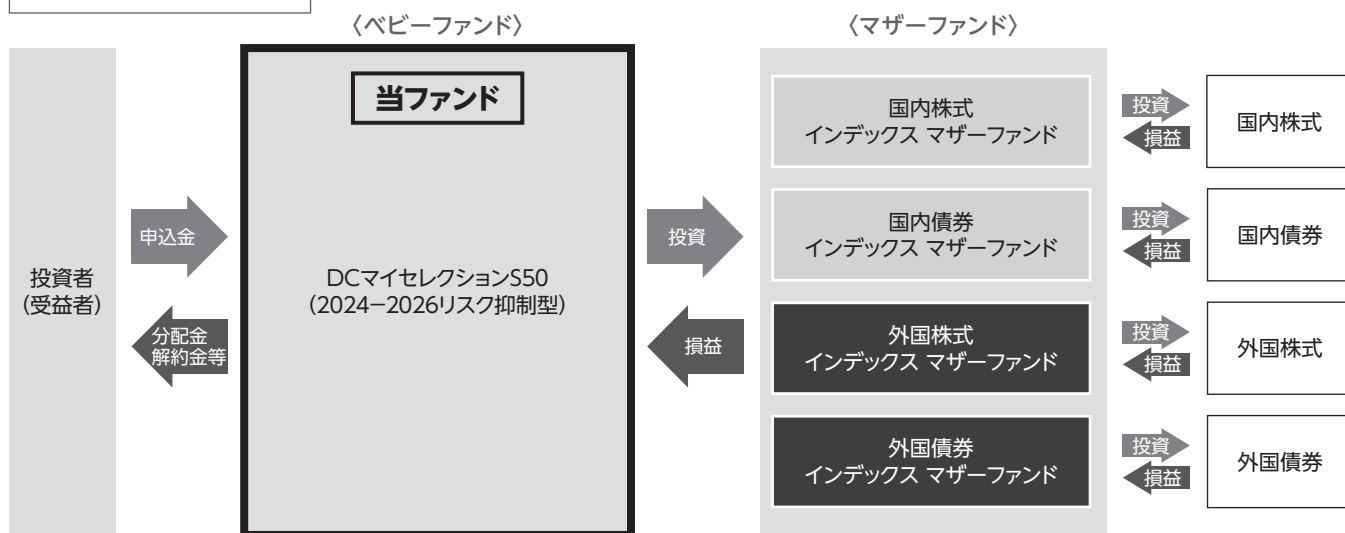 〈ベビーファンド〉
〈マザーファンド〉
当ファンド
投資者
(受益者)
申込金
分配金
解約金等
DCマイセレクションS50
(2024−2026リスク抑制型)
投資
損益
国内株式
インデックス マザーファンド
投資
損益
国内株式
国内債券
インデックス マザーファンド
投資
損益
国内債券
外国株式
インデックス マザーファンド
投資
損益
外国株式
外国債券
インデックス マザーファンド
投資
損益
外国債券